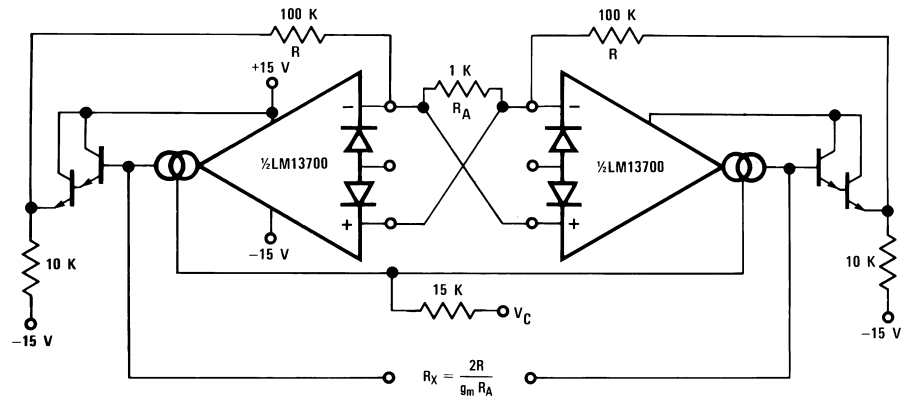 100 K
R
100 K
R
+15 V
1 K
R_A
−
−
½LM13700
½LM13700
+
+
−15 V
10 K
10 K
15 K
V_C
−15 V
−15 V
R_X = 2R / g_m R_A